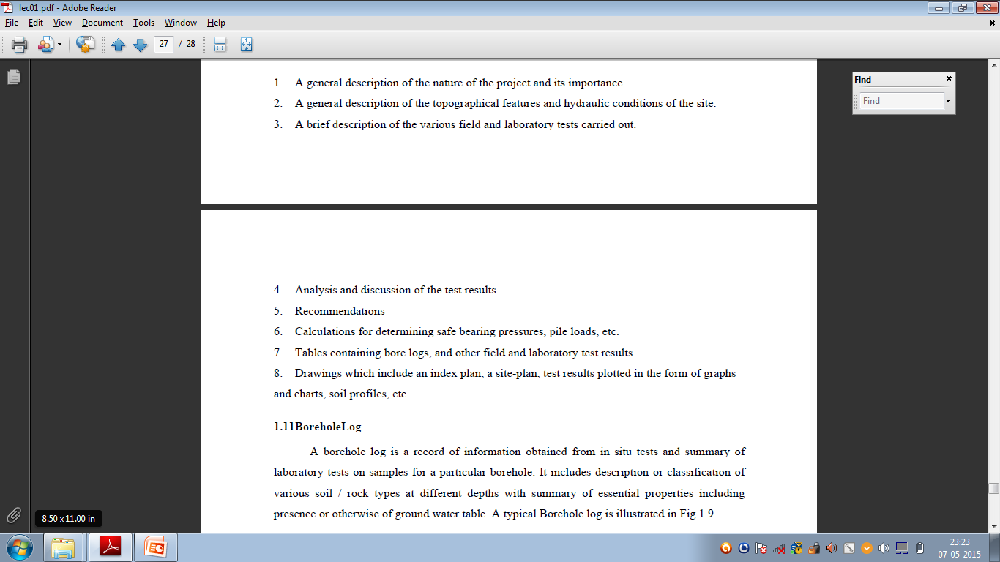 lec01.pdf - Adobe Reader
File Edit View Document Tools Window Help
27 / 28
1. A general description of the nature of the project and its importance.
2. A general description of the topographical features and hydraulic conditions of the site.
3. A brief description of the various field and laboratory tests carried out.
Find
Find
4. Analysis and discussion of the test results
5. Recommendations
6. Calculations for determining safe bearing pressures, pile loads, etc.
7. Tables containing bore logs, and other field and laboratory test results
8. Drawings which include an index plan, a site-plan, test results plotted in the form of graphs
and charts, soil profiles, etc.
1.11BoreholeLog
A borehole log is a record of information obtained from in situ tests and summary of
laboratory tests on samples for a particular borehole. It includes description or classification of
various soil / rock types at different depths with summary of essential properties including
presence or otherwise of ground water table. A typical Borehole log is illustrated in Fig 1.9
8.50 x 11.00 in
23:23
07-05-2015